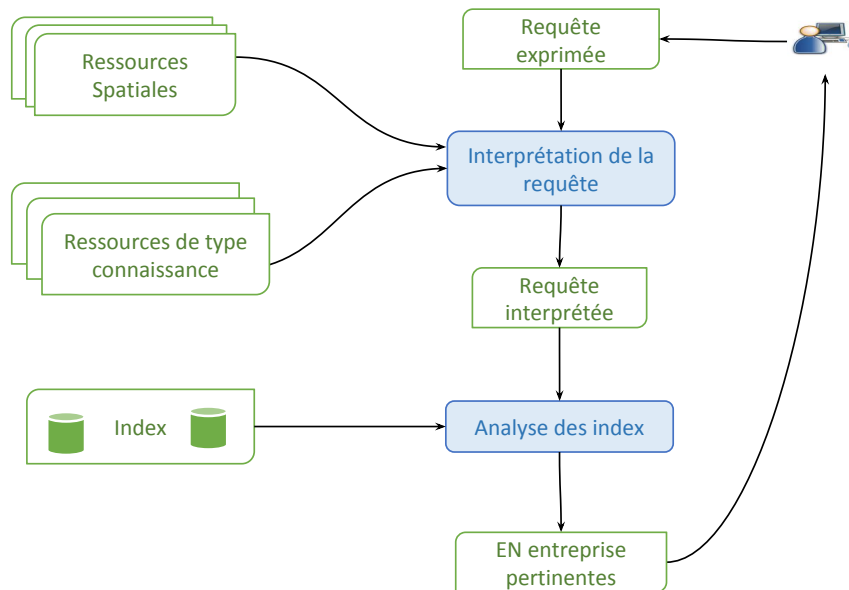 Ressources
Spatiales
Requête
exprimée
Interprétation de la
requête
Ressources de type
connaissance
Requête
interprétée
Index
Analyse des index
EN entreprise
pertinentes